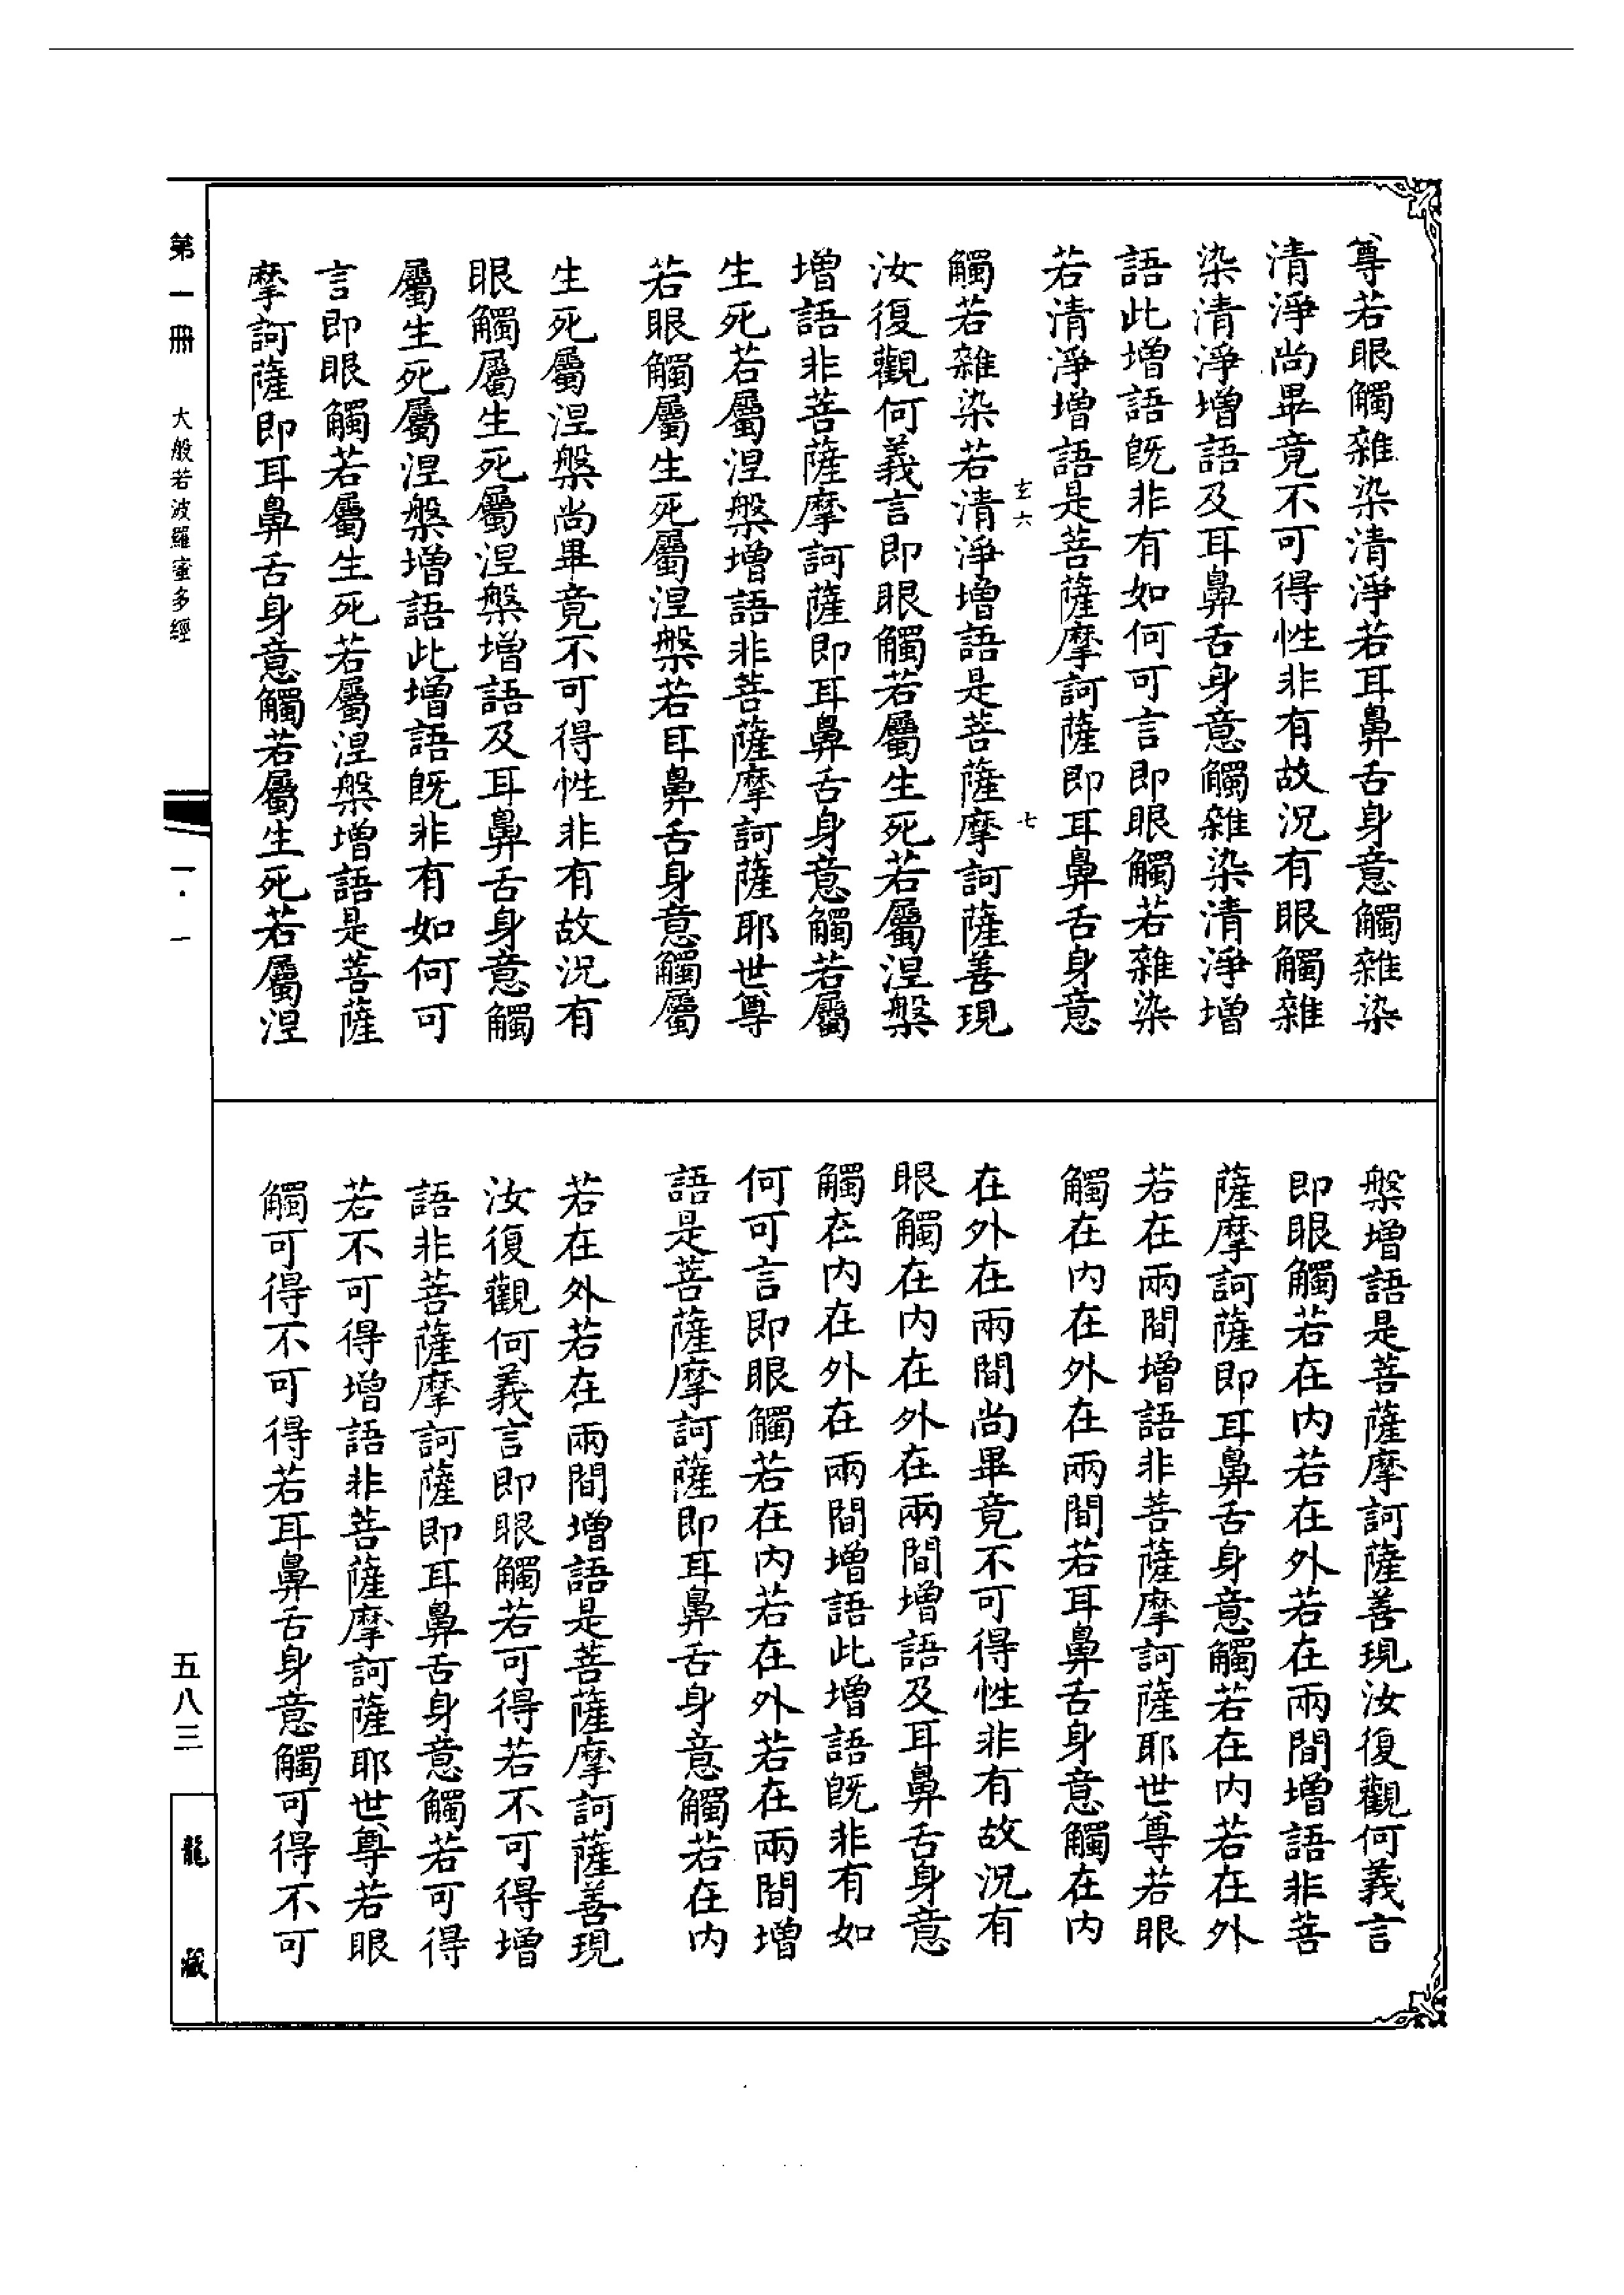 尊若眼觸雜染清淨若耳鼻舌身意觸雜染
清淨尚畢竟不可得性非有故況有眼觸雜
染清淨增語及耳鼻舌身意觸雜染清淨增
語此增語既非有如何可言即眼觸若雜染
若清淨增語是菩薩摩訶薩即耳鼻舌身意
玄六
七
觸若雜染若清淨增語是菩薩摩訶薩善現
汝復觀何義言即眼觸若屬生死若屬涅槃
增語非菩薩摩訶薩即耳鼻舌身意觸若屬
生死若屬涅槃增語非菩薩摩訶薩耶世尊
若眼觸屬生死屬涅槃若耳鼻舌身意觸屬
生死屬涅槃尚畢竟不可得性非有故況有
眼觸屬生死屬涅槃增語及耳鼻舌身意觸
屬生死屬涅槃增語此增語既非有如何可
言即眼觸若屬生死若屬涅槃增語是菩薩
摩訶薩即耳鼻舌身意觸若屬生死若屬涅
槃增語是菩薩摩訶薩善現汝復觀何義言
即眼觸若在內若在外若在兩間增語非菩
薩摩訶薩即耳鼻舌身意觸若在內若在外
若在兩間增語非菩薩摩訶薩耶世尊若眼
觸在內在外在兩間若耳鼻舌身意觸在內
在外在兩間尚畢竟不可得性非有故況有
眼觸在內在外在兩間增語及耳鼻舌身意
觸在內在外在兩間增語此增語既非有如
何可言即眼觸若在內若在外若在兩間增
語是菩薩摩訶薩即耳鼻舌身意觸若在內
若在外若在兩間增語是菩薩摩訶薩善現
汝復觀何義言即眼觸若可得若不可得增
語非菩薩摩訶薩即耳鼻舌身意觸若可得
若不可得增語非菩薩摩訶薩耶世尊若眼
觸可得不可得若耳鼻舌身意觸可得不可
第一冊 大般若波羅蜜多經
一·一
五八三
龍藏